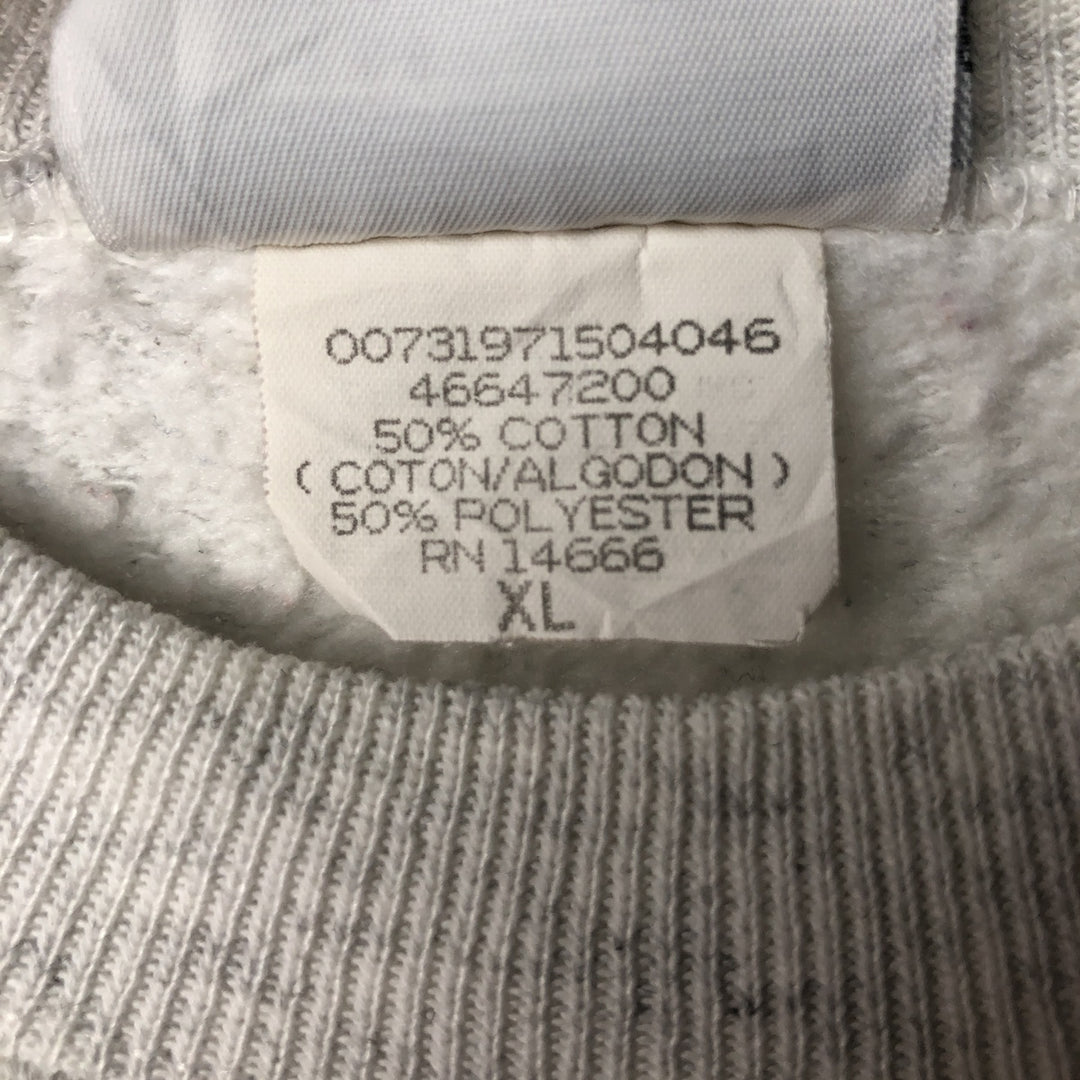 00731971504046
46647200
50% COTTON
( COTON/ALGODON )
50% POLYESTER
RN 14666
XL